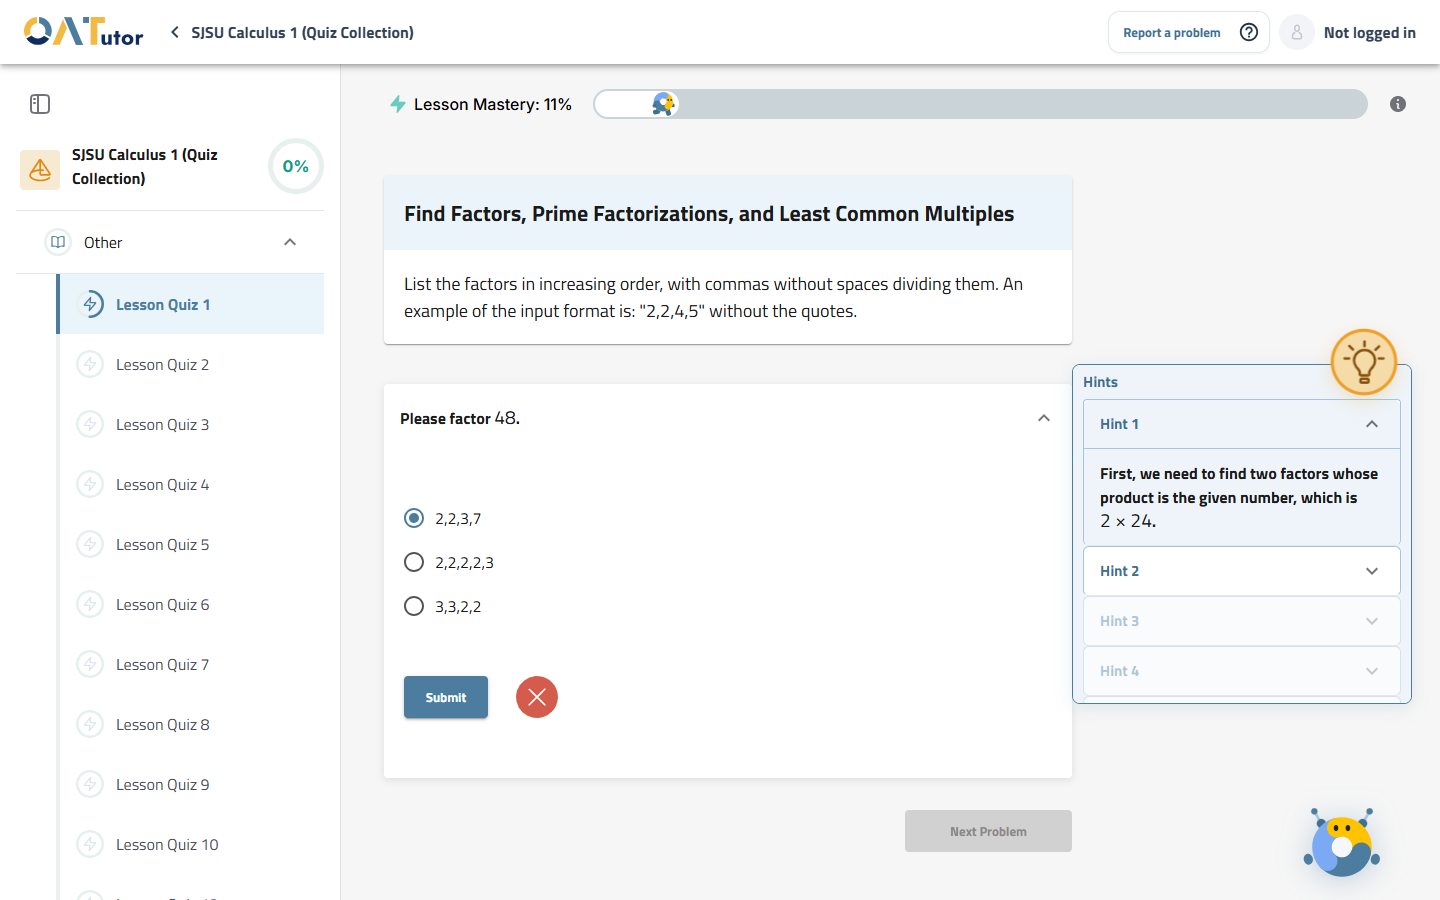 OATutor
SJSU Calculus 1 (Quiz Collection)
Report a problem
Not logged in
SJSU Calculus 1 (Quiz
Collection)
0%
Other
Lesson Quiz 1
Lesson Quiz 2
Lesson Quiz 3
Lesson Quiz 4
Lesson Quiz 5
Lesson Quiz 6
Lesson Quiz 7
Lesson Quiz 8
Lesson Quiz 9
Lesson Quiz 10
Lesson Mastery: 11%
Find Factors, Prime Factorizations, and Least Common Multiples
List the factors in increasing order, with commas without spaces dividing them. An
example of the input format is: "2,2,4,5" without the quotes.
Please factor 48.
2,2,3,7
2,2,2,2,3
3,3,2,2
Submit
Next Problem
Hints
Hint 1
First, we need to find two factors whose
product is the given number, which is
2 × 24.
Hint 2
Hint 3
Hint 4